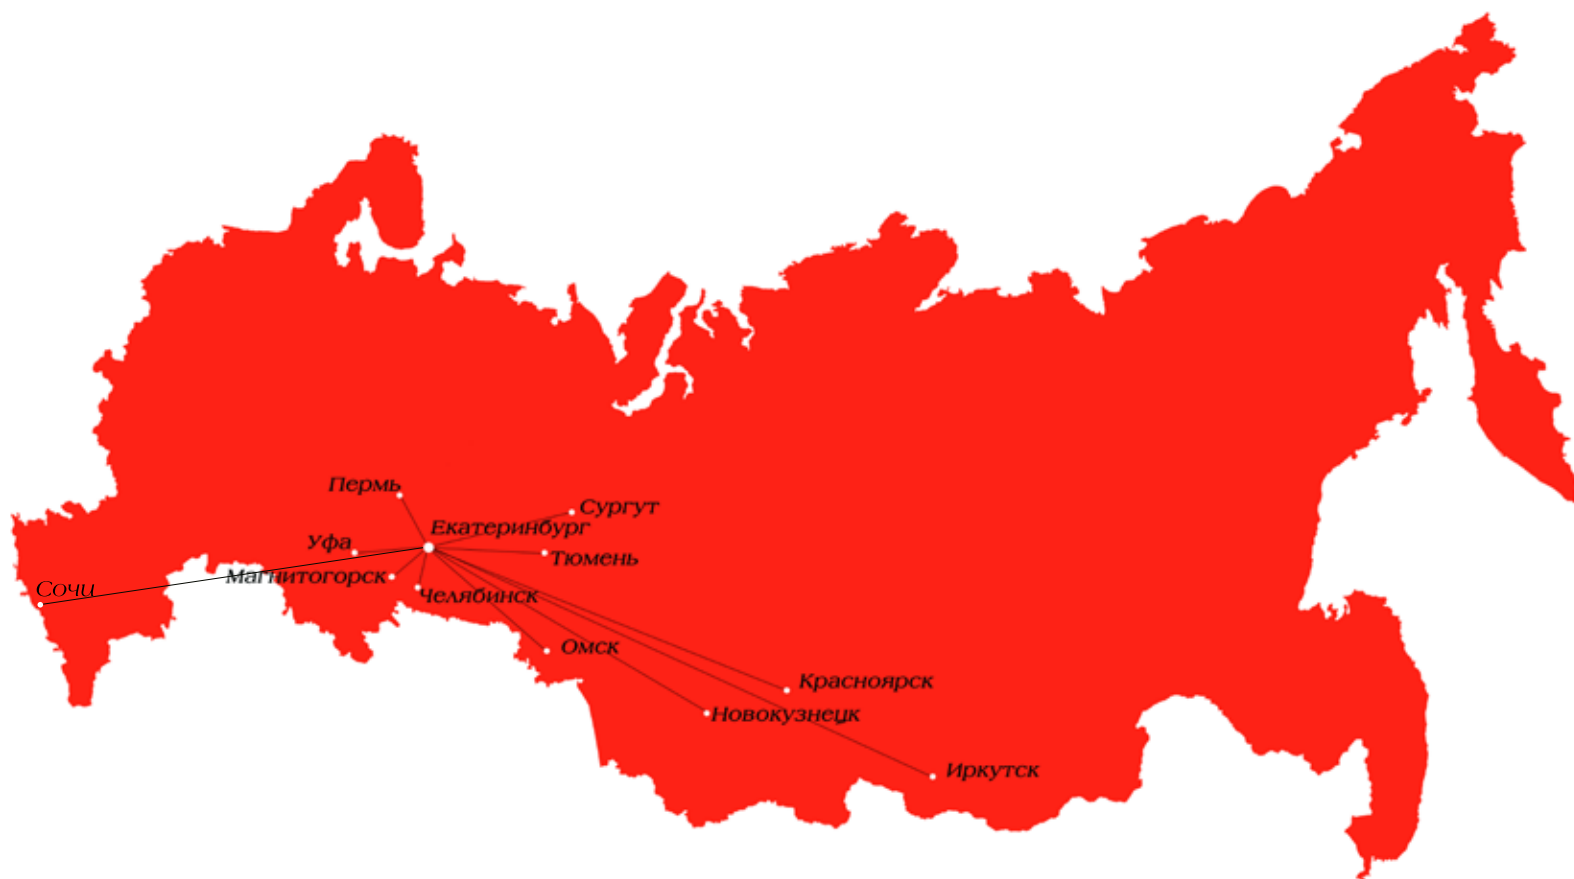 Пермь
Сургут
Екатеринбург
Уфа
Тюмень
Магнитогорск
Сочи
Челябинск
Омск
Красноярск
Новокузнецк
Иркутск